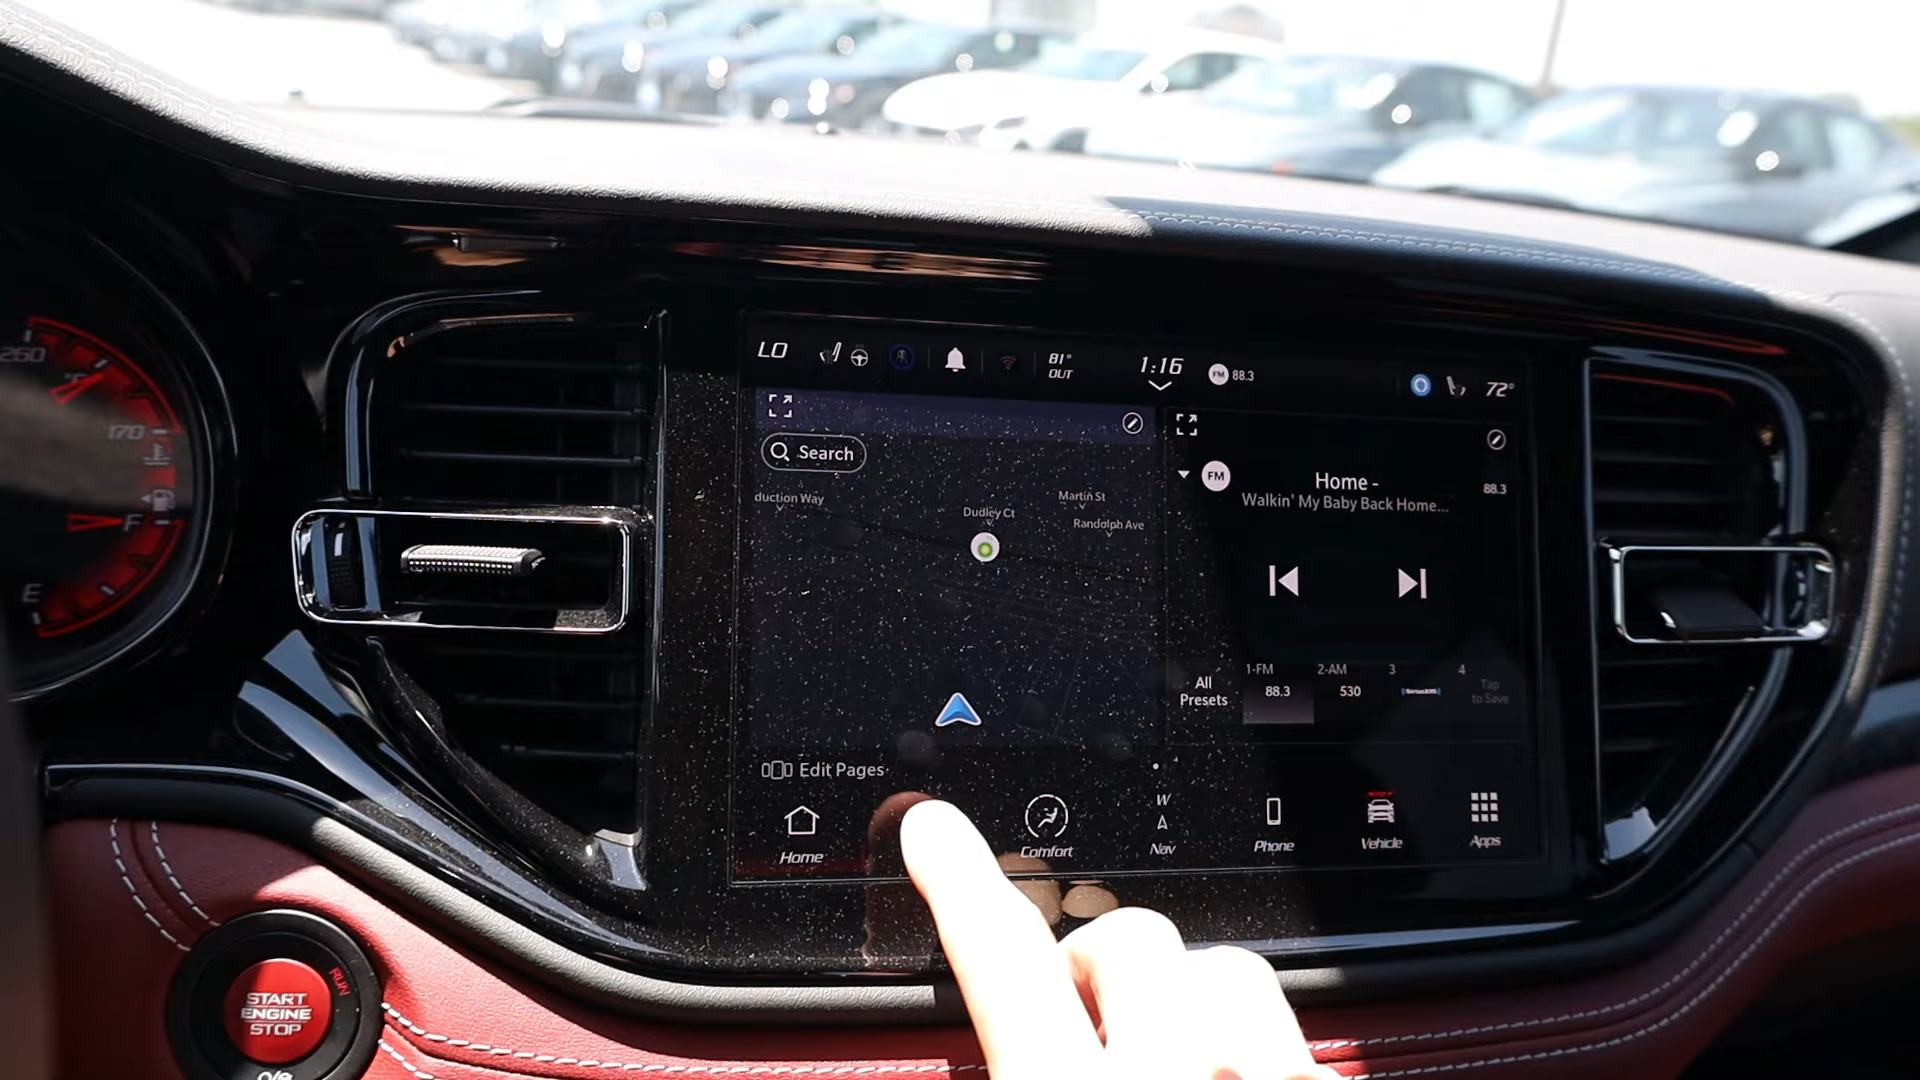 260
170
F
E
LO
81°
OUT
1:16
FM 88.3
72°
Search
duction Way
Martin St
Dudley Ct
Randolph Ave
FM
Home -
Walkin' My Baby Back Home...
88.3
All
Presets
1-FM
88.3
2-AM
530
3
4
Tap
to Save
Edit Pages
Home
Comfort
W
Nav
Phone
Vehicle
Apps
START
ENGINE
STOP
RUN